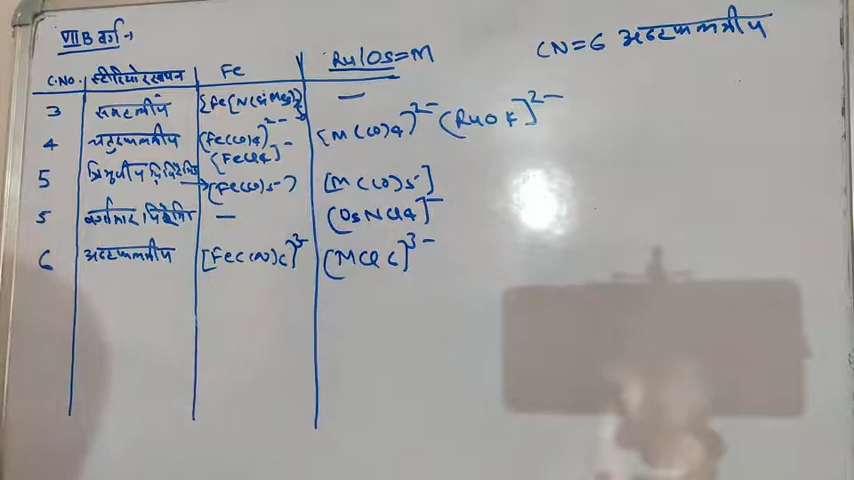 VIII B वर्ग →
CN=6 अष्टफलकीय
C.No. स्टीरियो रसायन Fe Ru/Os=M
3 समतलीय [Fe[N(SiMe3)2]3 —
4 चतुष्फलकीय [Fe(CO)4]2- [M(CO)4]2- [RuO4]2-
[FeCl4]-
5 त्रिभुजीय द्विपिरैमिड → [Fe(CO)5] [M(CO)5]
5 वर्गाकार पिरैमिड — [OsNCl4]-
6 अष्टफलकीय [Fe(CN)6]3- [MCl6]3-